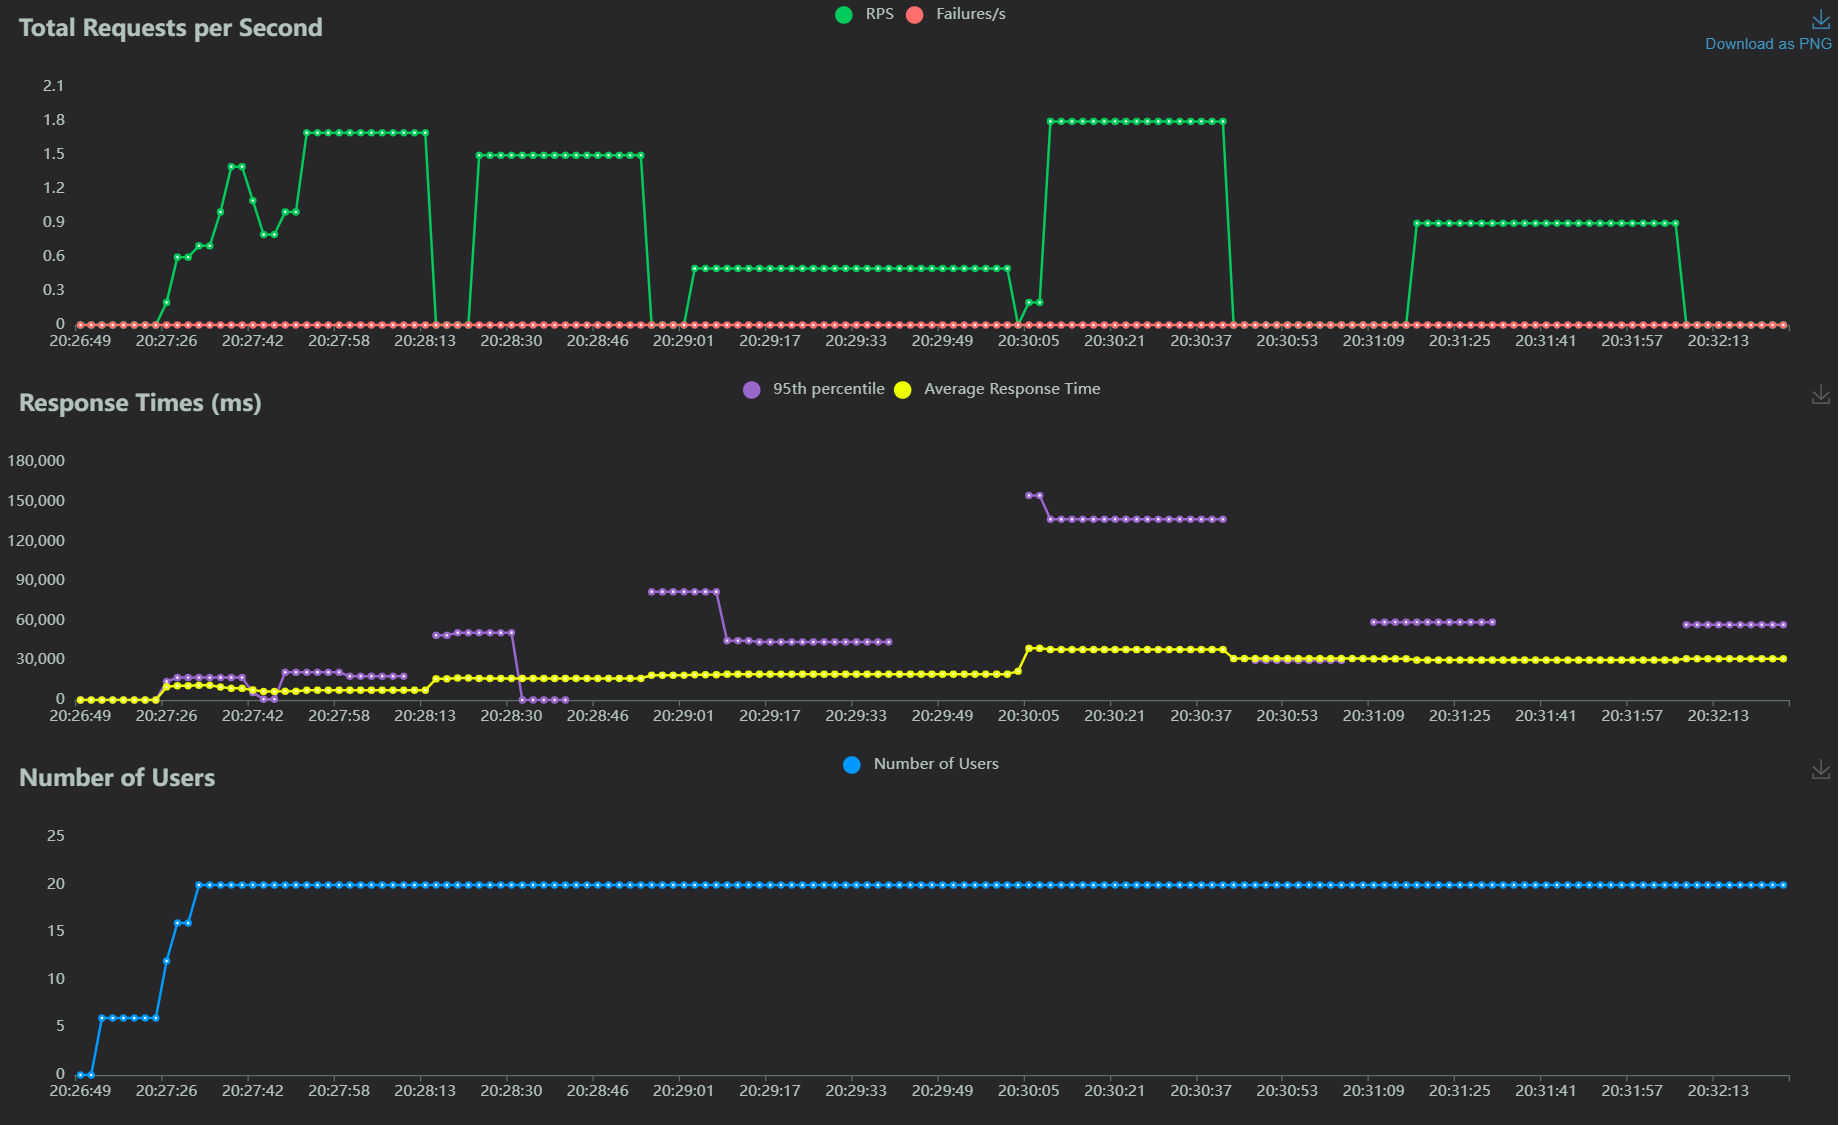 Total Requests per Second
RPS Failures/s
Download as PNG
2.1
1.8
1.5
1.2
0.9
0.6
0.3
0
20:26:49 20:27:26 20:27:42 20:27:58 20:28:13 20:28:30 20:28:46 20:29:01 20:29:17 20:29:33 20:29:49 20:30:05 20:30:21 20:30:37 20:30:53 20:31:09 20:31:25 20:31:41 20:31:57 20:32:13
Response Times (ms)
95th percentile Average Response Time
180,000
150,000
120,000
90,000
60,000
30,000
0
20:26:49 20:27:26 20:27:42 20:27:58 20:28:13 20:28:30 20:28:46 20:29:01 20:29:17 20:29:33 20:29:49 20:30:05 20:30:21 20:30:37 20:30:53 20:31:09 20:31:25 20:31:41 20:31:57 20:32:13
Number of Users
Number of Users
25
20
15
10
5
0
20:26:49 20:27:26 20:27:42 20:27:58 20:28:13 20:28:30 20:28:46 20:29:01 20:29:17 20:29:33 20:29:49 20:30:05 20:30:21 20:30:37 20:30:53 20:31:09 20:31:25 20:31:41 20:31:57 20:32:13